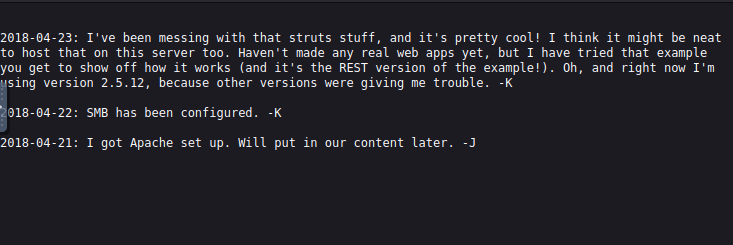 2018-04-23: I've been messing with that struts stuff, and it's pretty cool! I think it might be neat
to host that on this server too. Haven't made any real web apps yet, but I have tried that example
you get to show off how it works (and it's the REST version of the example!). Oh, and right now I'm
using version 2.5.12, because other versions were giving me trouble. -K
2018-04-22: SMB has been configured. -K
2018-04-21: I got Apache set up. Will put in our content later. -J